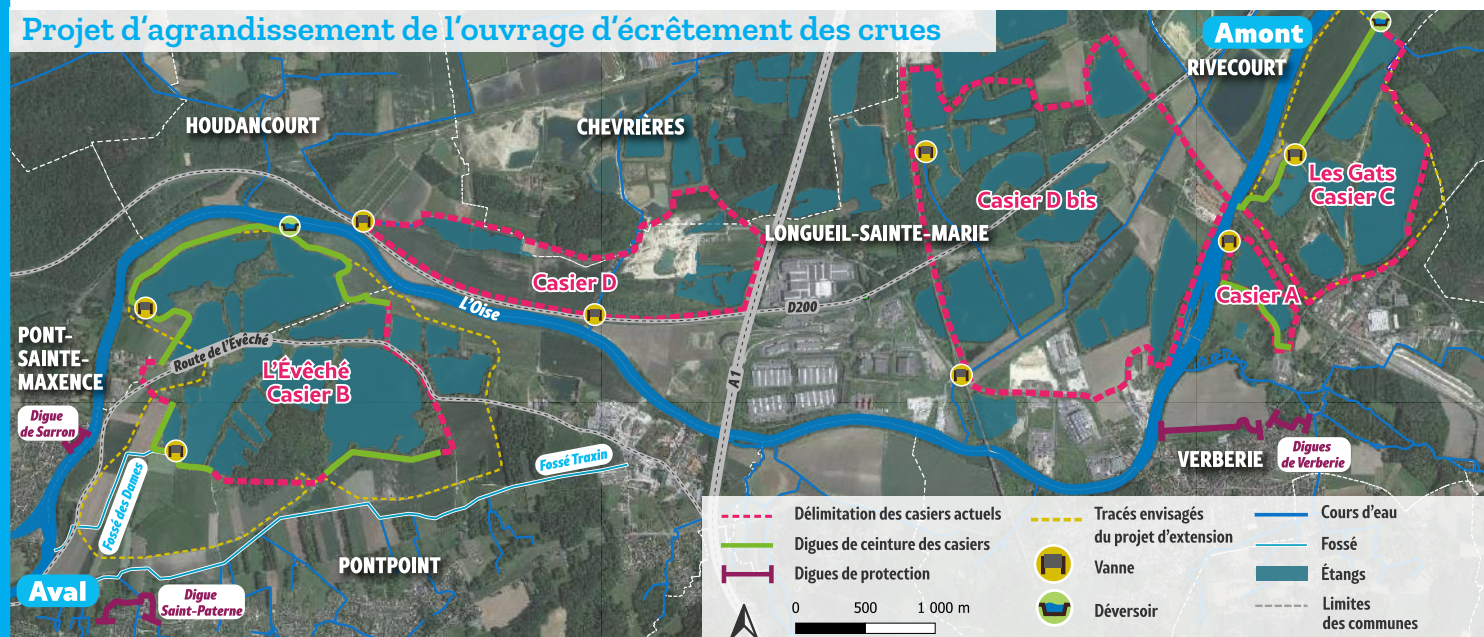 Projet d'agrandissement de l'ouvrage d'écrêtement des crues
Amont
RIVECOURT
HOUDANCOURT
CHEVRIÈRES
Les Gats
Casier C
Casier D bis
LONGUEIL-SAINTE-MARIE
Casier D
Casier A
L'Oise
D200
PONT-
SAINTE-
MAXENCE
Route de l'Évêché
L'Évêché
Casier B
A1
Digue
de Sarron
Fossé Traxin
VERBERIE
Digues
de Verberie
Fossé des Dames
PONTPOINT
Aval
Digue
Saint-Paterne
Délimitation des casiers actuels
Digues de ceinture des casiers
Digues de protection
0 500 1 000 m
Tracés envisagés
du projet d'extension
Vanne
Déversoir
Cours d'eau
Fossé
Étangs
Limites
des communes